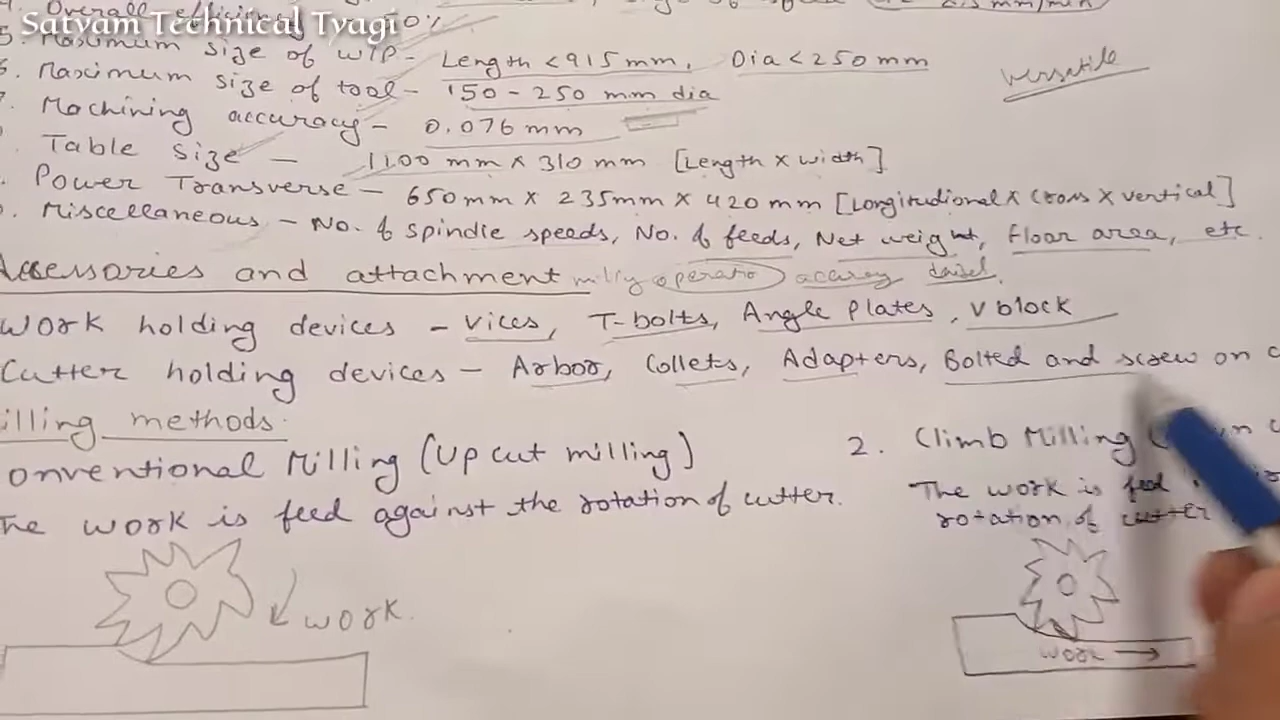 Satyam Technical Tyagi
Overall
0%
Maximum size of W/P - Length < 915 mm, Dia < 250 mm
Versatile
Maximum size of tool - 150 - 250 mm dia
Machining accuracy - 0.076 mm
Table size - 1100 mm x 310 mm [Length x width]
Power Transverse - 650mm x 235mm x 420 mm [Longitudional x Cross x vertical]
Miscellaneous - No. of spindle speeds, No. of feeds, Net weight, Floar area, etc.
Accessories and attachment
Work holding devices - Vices, T-bolts, Angle Plates, V block
Cutter holding devices - Arbor, Collets, Adapters, Bolted and screw on
illing methods.
onventional Milling (Up cut milling)
2. Climb Milling
The work is feed against the rotation of cutter.
The work is feed
rotation of cutter
work.
work